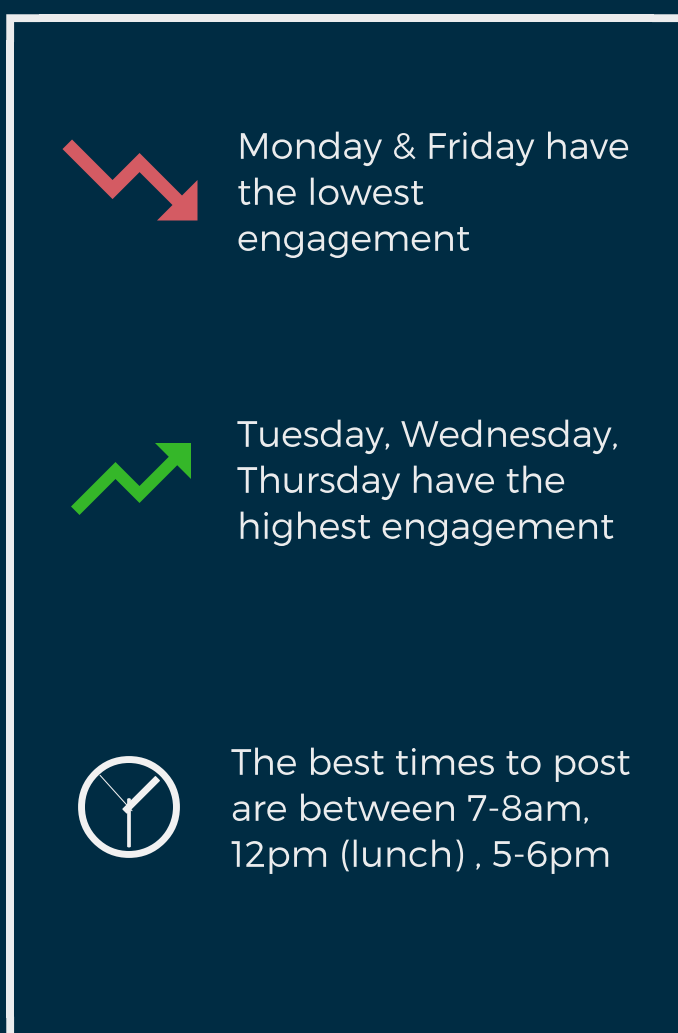 Monday & Friday have
the lowest
engagement
Tuesday, Wednesday,
Thursday have the
highest engagement
The best times to post
are between 7-8am,
12pm (lunch) , 5-6pm